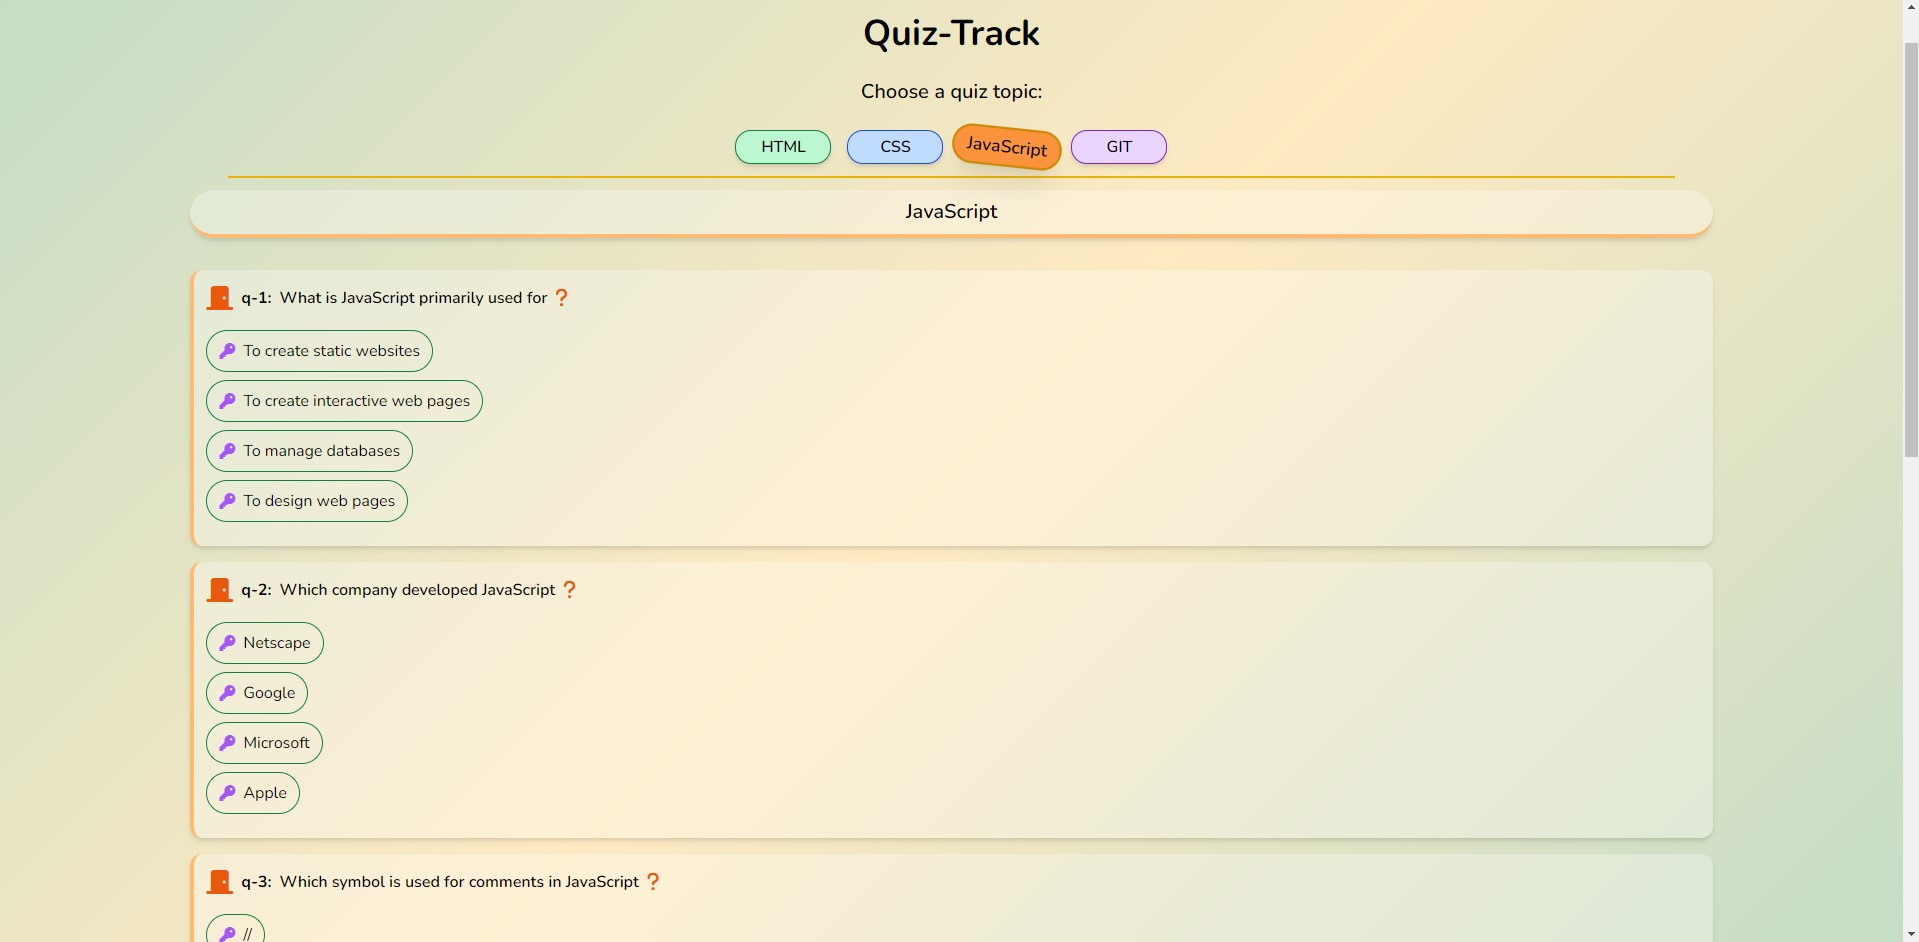 Quiz-Track
Choose a quiz topic:
HTML CSS JavaScript GIT
JavaScript
q-1: What is JavaScript primarily used for ?
To create static websites
To create interactive web pages
To manage databases
To design web pages
q-2: Which company developed JavaScript ?
Netscape
Google
Microsoft
Apple
q-3: Which symbol is used for comments in JavaScript ?
//